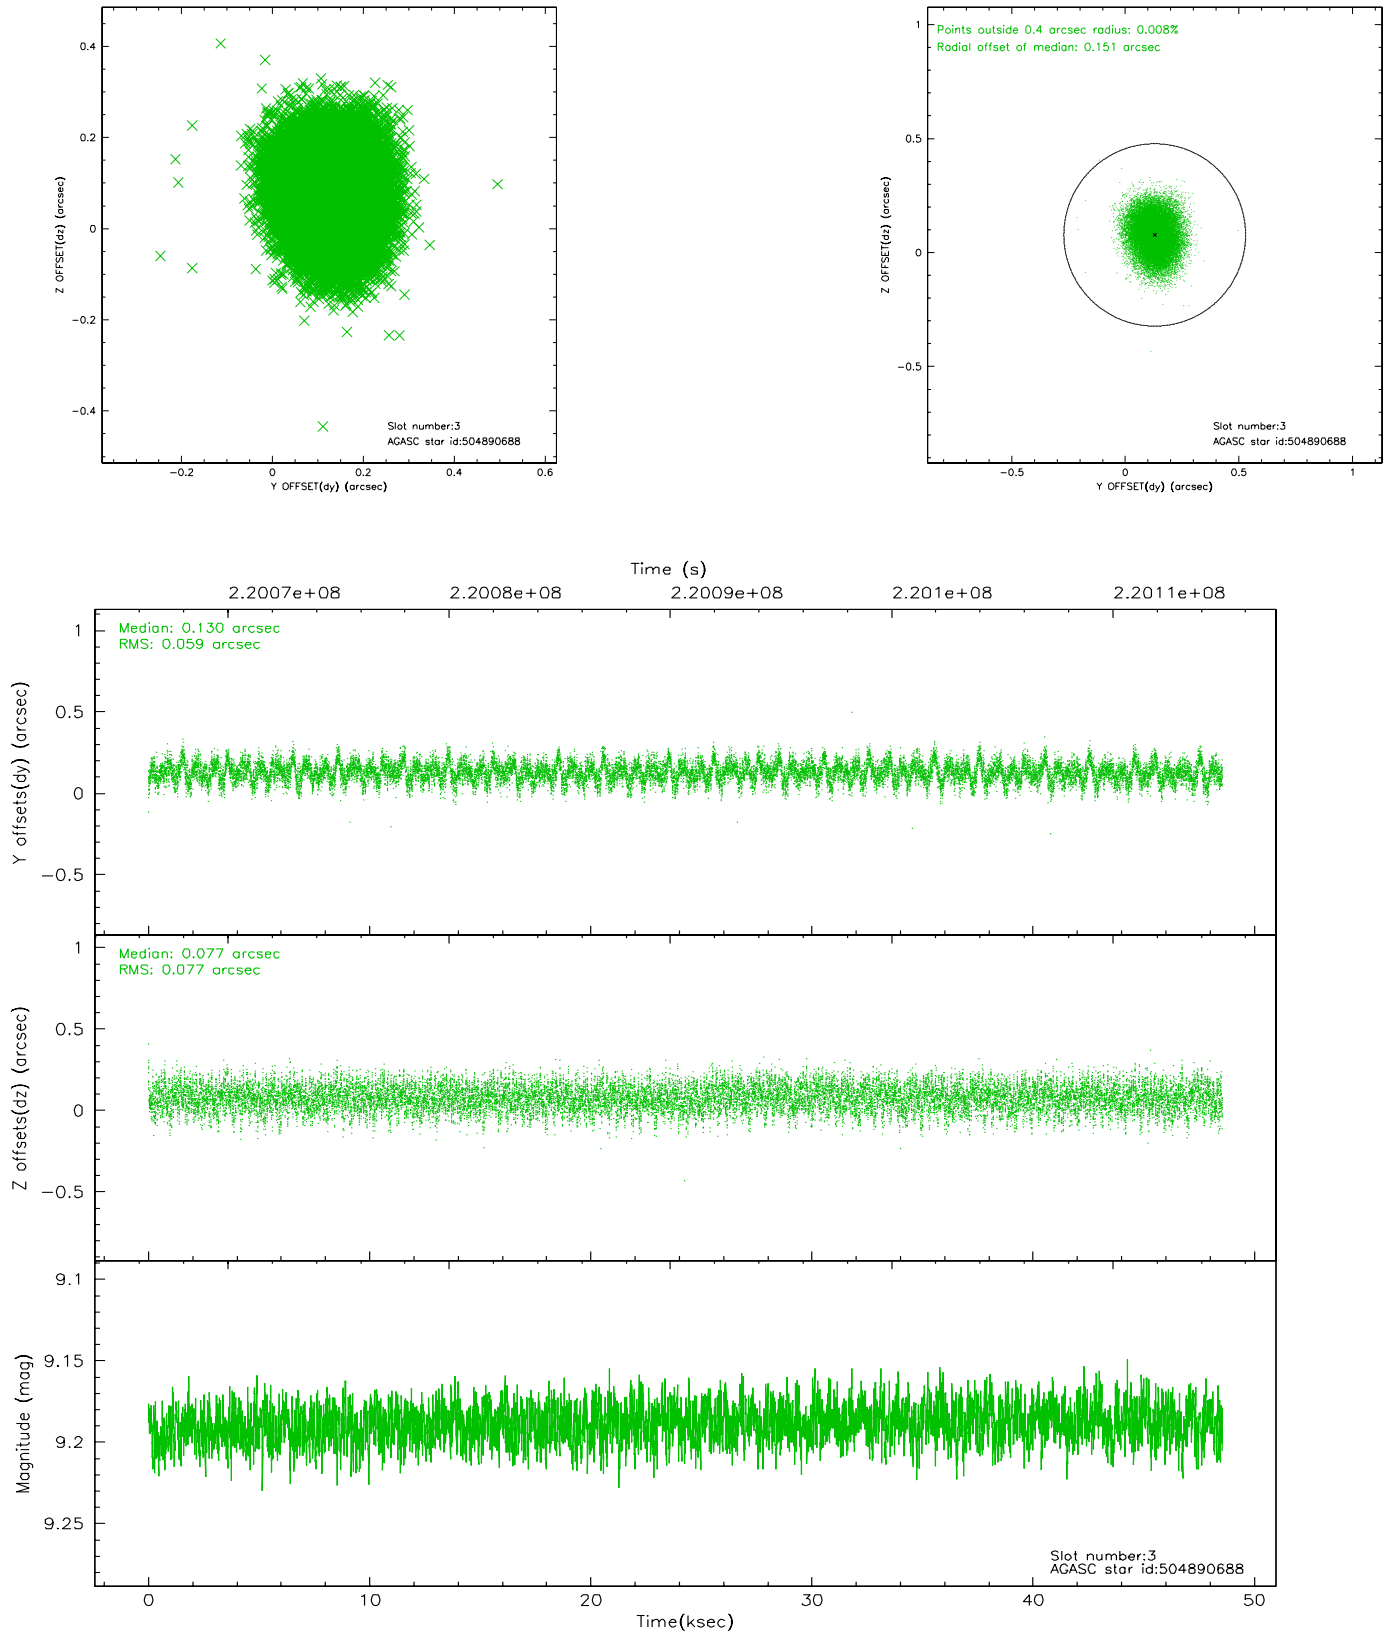 0.4
0.2
0
−0.2
−0.4
Z OFFSET(dz) (arcsec)
−0.2 0 0.2 0.4 0.6
Y OFFSET(dy) (arcsec)
Slot number:3
AGASC star id:504890688
Points outside 0.4 arcsec radius: 0.008%
Radial offset of median: 0.151 arcsec
1
0.5
0
−0.5
Z OFFSET(dz) (arcsec)
−0.5 0 0.5 1
Y OFFSET(dy) (arcsec)
Slot number:3
AGASC star id:504890688
Time (s)
2.2007e+08 2.2008e+08 2.2009e+08 2.201e+08 2.2011e+08
Median: 0.130 arcsec
RMS: 0.059 arcsec
1
0.5
0
−0.5
Y offsets(dy) (arcsec)
Median: 0.077 arcsec
RMS: 0.077 arcsec
1
0.5
0
−0.5
Z offsets(dz) (arcsec)
9.1
9.15
9.2
9.25
Magnitude (mag)
Slot number:3
AGASC star id:504890688
0 10 20 30 40 50
Time(ksec)